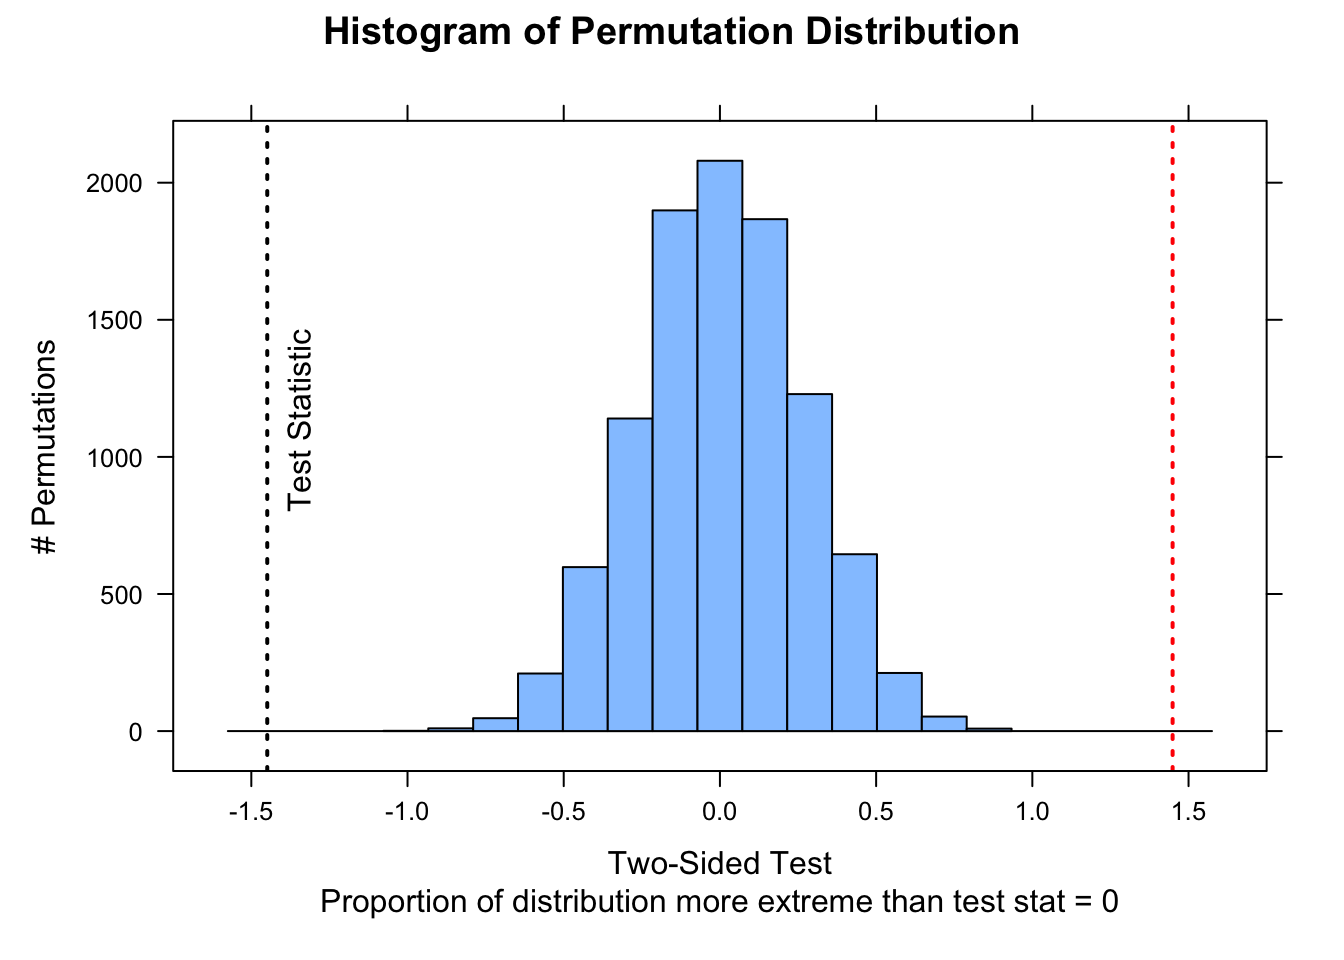 Histogram of Permutation Distribution
# Permutations
2000
1500
1000
500
0
Test Statistic
-1.5 -1.0 -0.5 0.0 0.5 1.0 1.5
Two-Sided Test
Proportion of distribution more extreme than test stat = 0